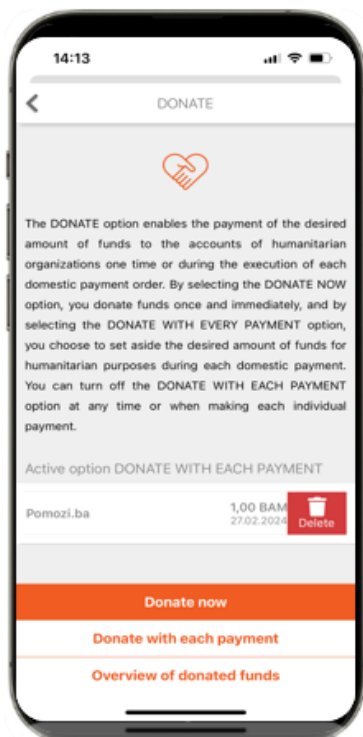 14:13
DONATE
The DONATE option enables the payment of the desired
amount of funds to the accounts of humanitarian
organizations one time or during the execution of each
domestic payment order. By selecting the DONATE NOW
option, you donate funds once and immediately, and by
selecting the DONATE WITH EVERY PAYMENT option,
you choose to set aside the desired amount of funds for
humanitarian purposes during each domestic payment.
You can turn off the DONATE WITH EACH PAYMENT
option at any time or when making each individual
payment.
Active option DONATE WITH EACH PAYMENT
Pomozi.ba 1,00 BAM
27.02.2024 Delete
Donate now
Donate with each payment
Overview of donated funds